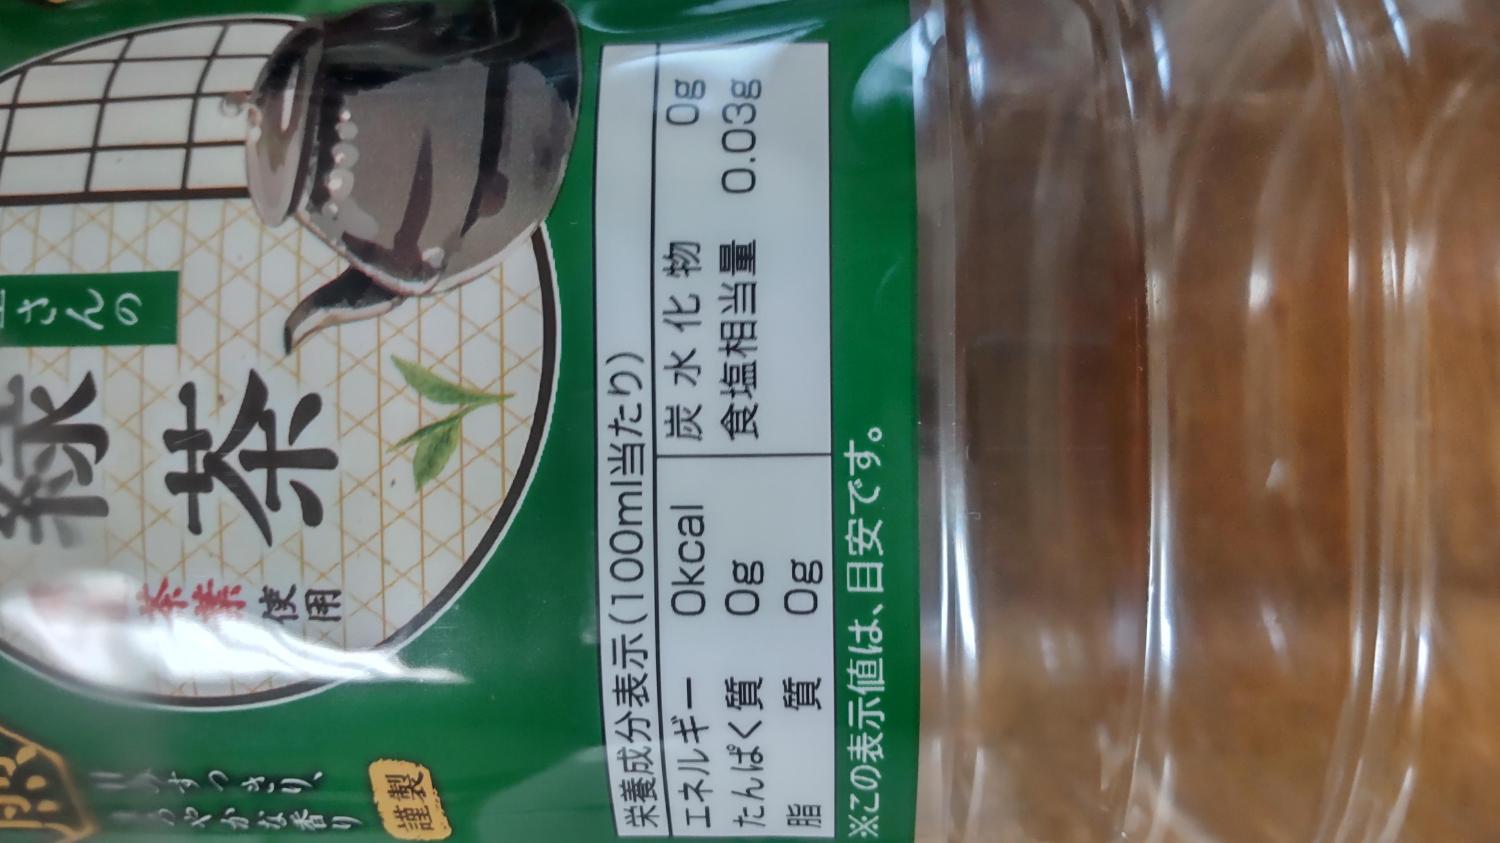 さんの
緑
茶
茶葉
使用
すっきり、
やかな香り
謹製
栄養成分表示(100ml当たり)
エネルギー 0kcal
たんぱく質 0g
脂質 0g
炭水化物 0g
食塩相当量 0.03g
※この表示値は、目安です。